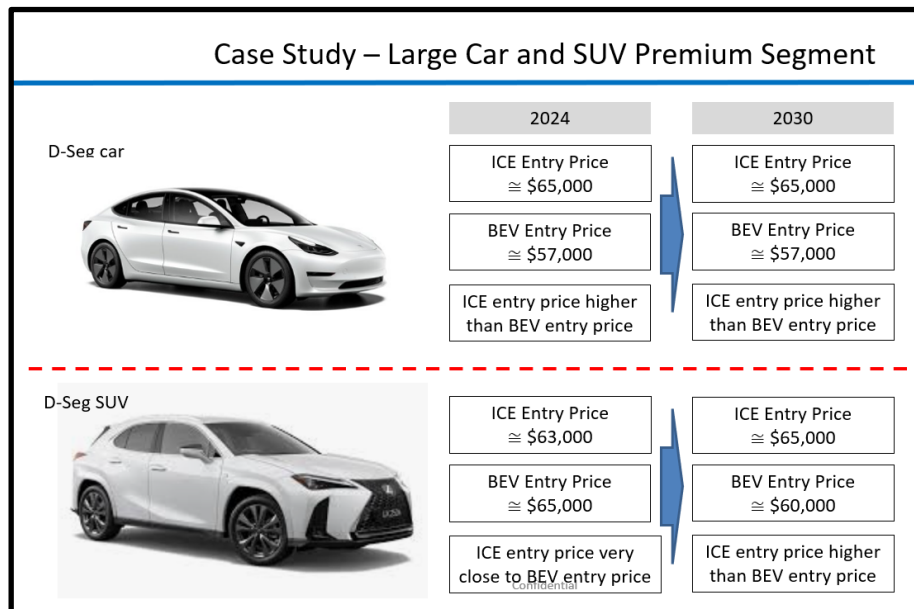 Case Study – Large Car and SUV Premium Segment
2024
2030
D-Seg car
ICE Entry Price
≅ $65,000
ICE Entry Price
≅ $65,000
BEV Entry Price
≅ $57,000
BEV Entry Price
≅ $57,000
ICE entry price higher
than BEV entry price
ICE entry price higher
than BEV entry price
D-Seg SUV
ICE Entry Price
≅ $63,000
ICE Entry Price
≅ $65,000
BEV Entry Price
≅ $65,000
BEV Entry Price
≅ $60,000
ICE entry price very
close to BEV entry price
ICE entry price higher
than BEV entry price
Confidential